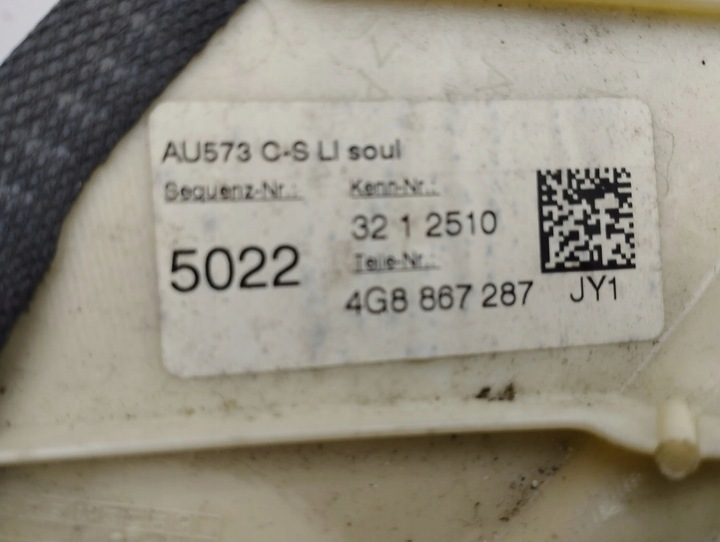 AU573 C-S LI soul
Sequenz-Nr.: Kenn-Nr.:
32 1 2510
5022
Teile-Nr.:
4G8 867 287 JY1